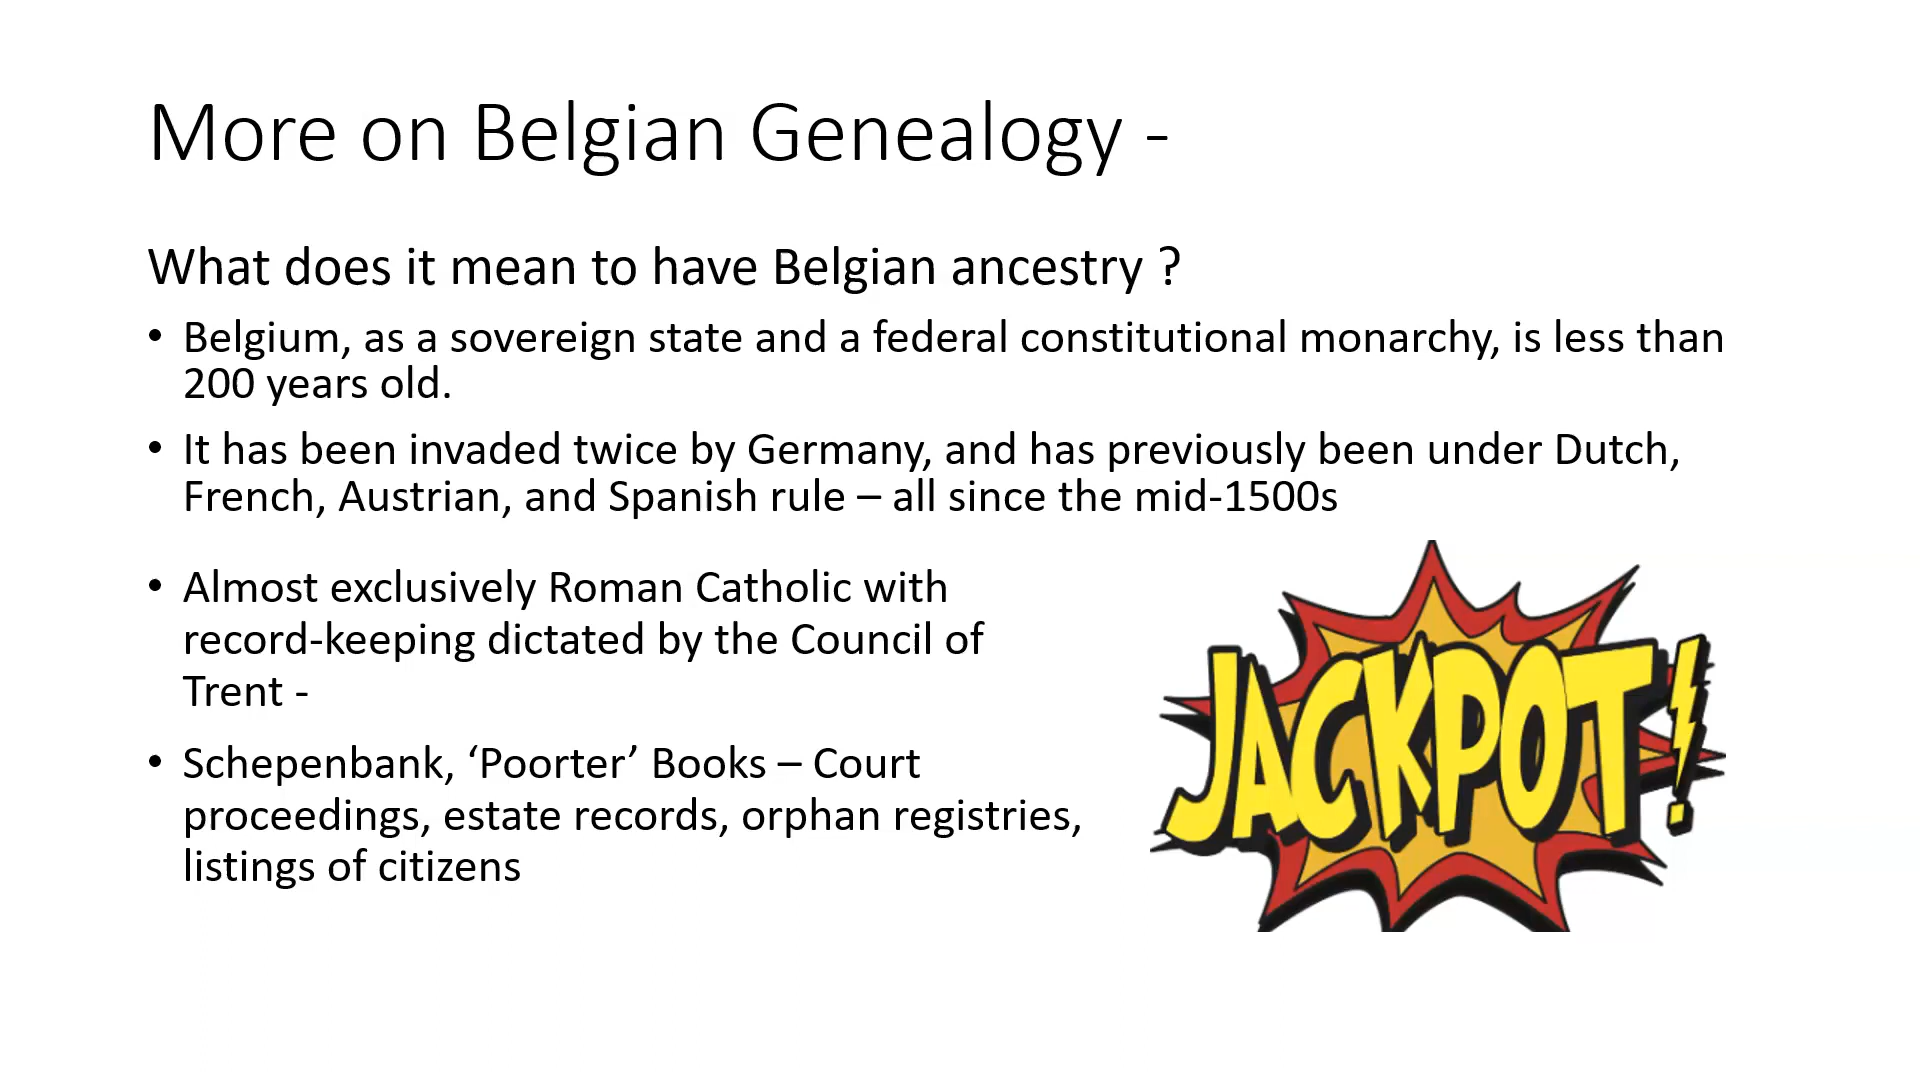 More on Belgian Genealogy -
What does it mean to have Belgian ancestry ?
• Belgium, as a sovereign state and a federal constitutional monarchy, is less than
200 years old.
• It has been invaded twice by Germany, and has previously been under Dutch,
French, Austrian, and Spanish rule – all since the mid-1500s
• Almost exclusively Roman Catholic with
record-keeping dictated by the Council of
Trent -
• Schepenbank, ‘Poorter’ Books – Court
proceedings, estate records, orphan registries,
listings of citizens
JACKPOT!